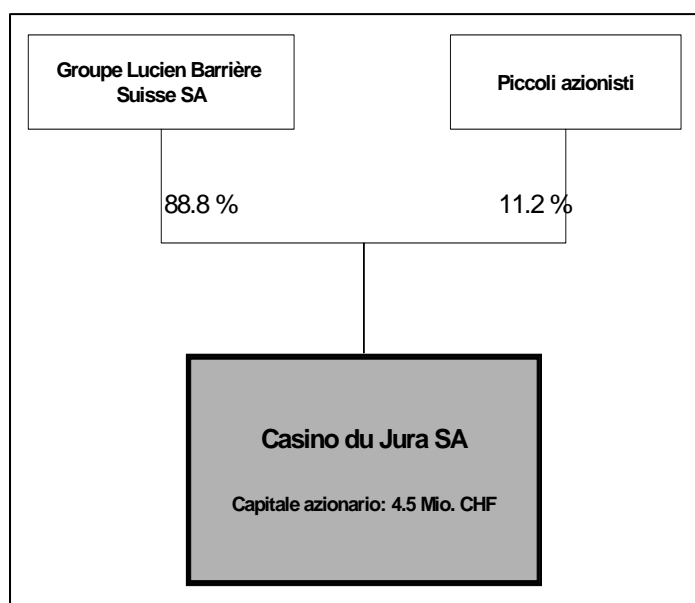 Groupe Lucien Barrière
Suisse SA
Piccoli azionisti
88.8 %
11.2 %
Casino du Jura SA
Capitale azionario: 4.5 Mio. CHF